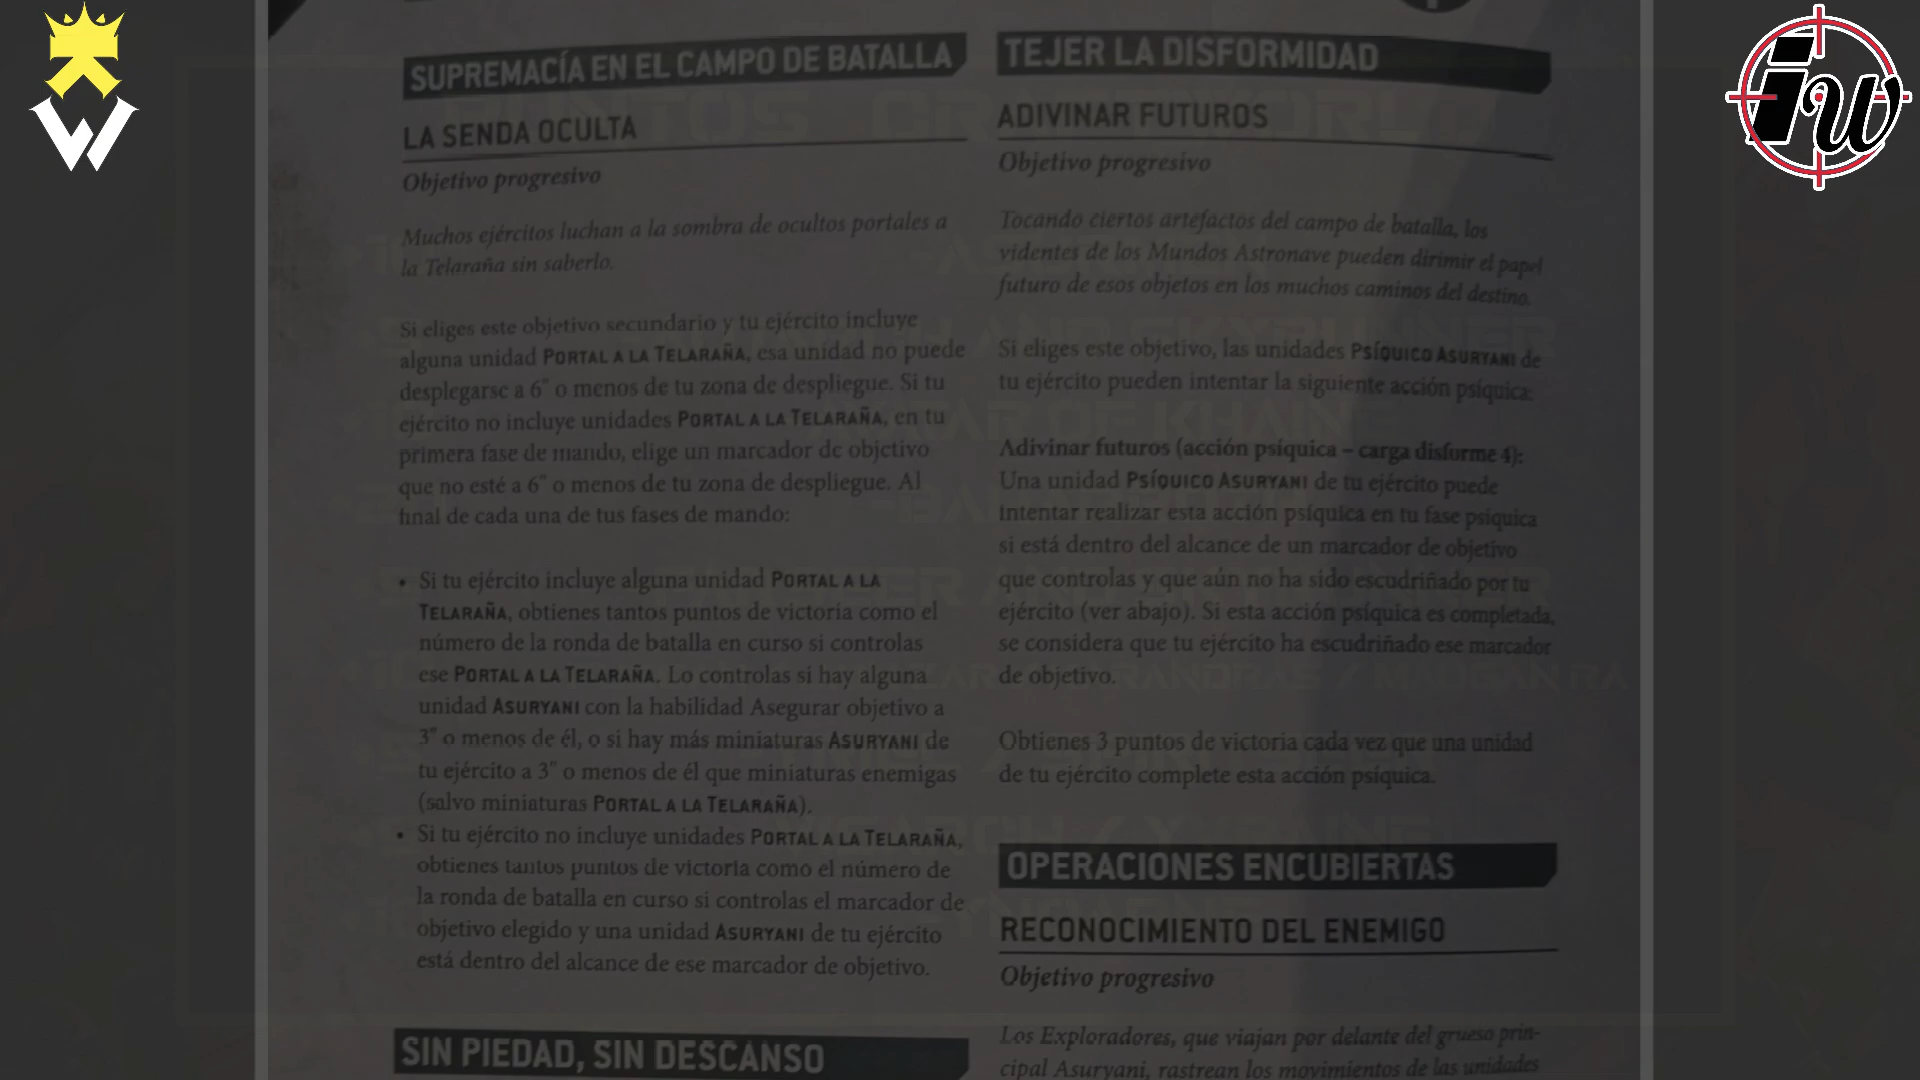 SUPREMACÍA EN EL CAMPO DE BATALLA
LA SENDA OCULTA
Objetivo progresivo
Muchos ejércitos luchan a la sombra de ocultos portales a
la Telaraña sin saberlo.
Si eliges este objetivo secundario y tu ejército incluye
alguna unidad PORTAL A LA TELARAÑA, esa unidad no puede
desplegarse a 6" o menos de tu zona de despliegue. Si tu
ejército no incluye unidades PORTAL A LA TELARAÑA, en tu
primera fase de mando, elige un marcador de objetivo
que no esté a 6" o menos de tu zona de despliegue. Al
final de cada una de tus fases de mando:
• Si tu ejército incluye alguna unidad PORTAL A LA
TELARAÑA, obtienes tantos puntos de victoria como el
número de la ronda de batalla en curso si controlas
ese PORTAL A LA TELARAÑA. Lo controlas si hay alguna
unidad ASURYANI con la habilidad Asegurar objetivo a
3" o menos de él, o si hay más miniaturas ASURYANI de
tu ejército a 3" o menos de él que miniaturas enemigas
(salvo miniaturas PORTAL A LA TELARAÑA).
• Si tu ejército no incluye unidades PORTAL A LA TELARAÑA,
obtienes tantos puntos de victoria como el número de
la ronda de batalla en curso si controlas el marcador de
objetivo elegido y una unidad ASURYANI de tu ejército
está dentro del alcance de ese marcador de objetivo.
SIN PIEDAD, SIN DESCANSO
TEJER LA DISFORMIDAD
ADIVINAR FUTUROS
Objetivo progresivo
Tocando ciertos artefactos del campo de batalla, los
videntes de los Mundos Astronave pueden dirimir el papel
futuro de esos objetos en los muchos caminos del destino.
Si eliges este objetivo, las unidades PSÍQUICO ASURYANI de
tu ejército pueden intentar la siguiente acción psíquica:
Adivinar futuros (acción psíquica – carga disforme 4):
Una unidad PSÍQUICO ASURYANI de tu ejército puede
intentar realizar esta acción psíquica en tu fase psíquica
si está dentro del alcance de un marcador de objetivo
que controlas y que aún no ha sido escudriñado por tu
ejército (ver abajo). Si esta acción psíquica es completada,
se considera que tu ejército ha escudriñado ese marcador
de objetivo.
Obtienes 3 puntos de victoria cada vez que una unidad
de tu ejército complete esta acción psíquica.
OPERACIONES ENCUBIERTAS
RECONOCIMIENTO DEL ENEMIGO
Objetivo progresivo
Los Exploradores, que viajan por delante del grueso prin-
cipal Asuryani, rastrean los movimientos de las unidades
iw
PUNTOS CRAFTWORLD
AVATAR OF KHAIN